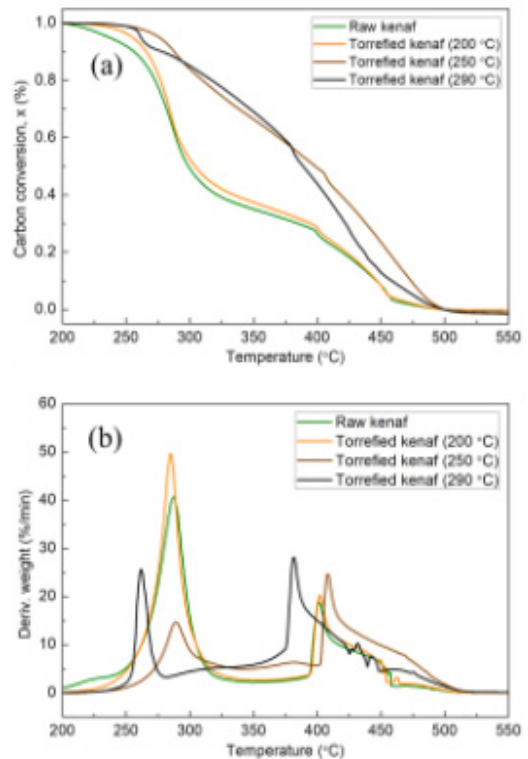 (a)
Raw kenaf
Torrefied kenaf (200 °C)
Torrefied kenaf (250 °C)
Torrefied kenaf (290 °C)
Carbon conversion, x (%)
1.0
0.8
0.6
0.4
0.2
0.0
200 250 300 350 400 450 500 550
Temperature (°C)
(b)
Raw kenaf
Torrefied kenaf (200 °C)
Torrefied kenaf (250 °C)
Torrefied kenaf (290 °C)
Deriv. weight (%/min)
60
50
40
30
20
10
0
200 250 300 350 400 450 500 550
Temperature (°C)